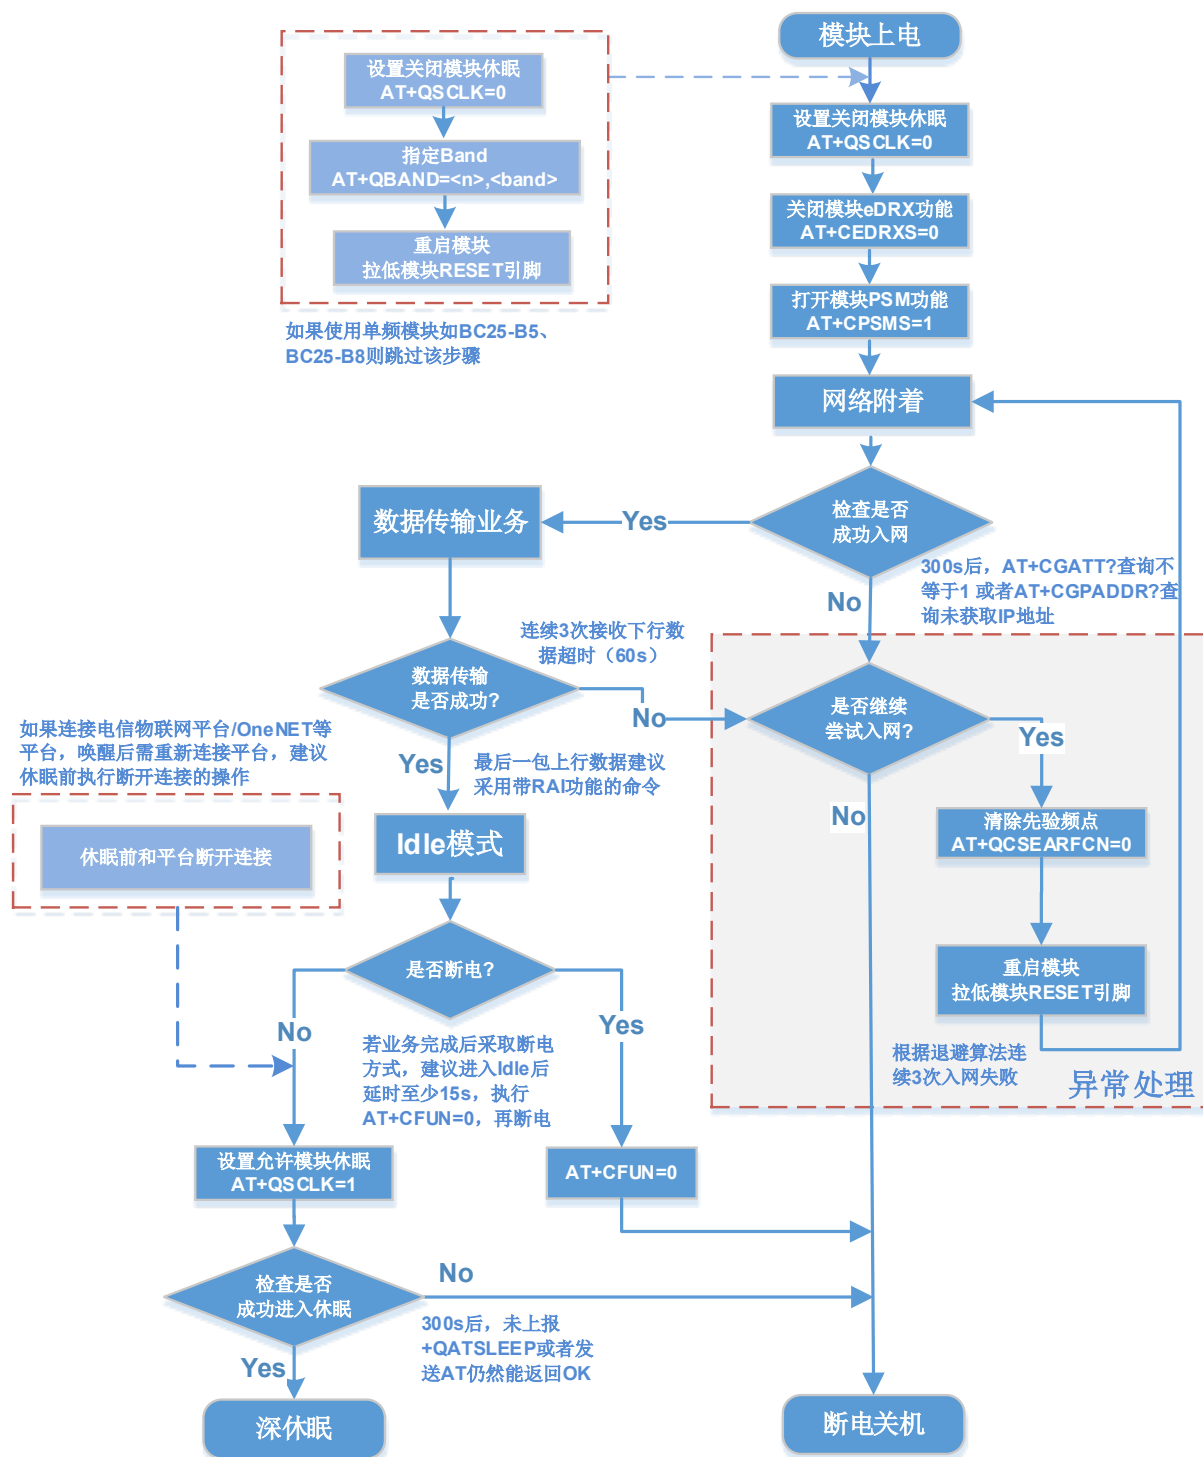 模块上电
设置关闭模块休眠
AT+QSCLK=0
指定Band
AT+QBAND=<n>,<band>
重启模块
拉低模块RESET引脚
如果使用单频模块如BC25-B5、
BC25-B8则跳过该步骤
设置关闭模块休眠
AT+QSCLK=0
关闭模块eDRX功能
AT+CEDRXS=0
打开模块PSM功能
AT+CPSMS=1
网络附着
检查是否
成功入网
Yes
数据传输业务
No
300s后，AT+CGATT?查询不
等于1 或者AT+CGPADDR?查
询未获取IP地址
连续3次接收下行数
据超时（60s）
数据传输
是否成功?
No
是否继续
尝试入网?
Yes
如果连接电信物联网平台/OneNET等
平台，唤醒后需重新连接平台，建议
休眠前执行断开连接的操作
Yes
最后一包上行数据建议
采用带RAI功能的命令
No
清除先验频点
AT+QCSEARFCN=0
Idle模式
休眠前和平台断开连接
是否断电?
重启模块
拉低模块RESET引脚
No
Yes
若业务完成后采取断电
方式，建议进入Idle后
延时至少15s，执行
AT+CFUN=0，再断电
根据退避算法连
续3次入网失败
异常处理
设置允许模块休眠
AT+QSCLK=1
AT+CFUN=0
检查是否
成功进入休眠
No
300s后，未上报
+QATSLEEP或者发
送AT仍然能返回OK
Yes
深休眠
断电关机